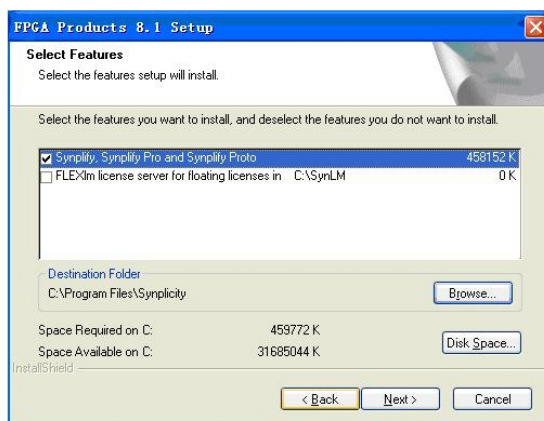 FPGA Products 8.1 Setup
Select Features
Select the features setup will install.
Select the features you want to install, and deselect the features you do not want to install.
Synplify, Synplify Pro and Synplify Proto 458152 K
FLEXlm license server for floating licenses in C:\SynLM 0 K
Destination Folder
C:\Program Files\Synplicity
Browse...
Space Required on C: 459772 K
Space Available on C: 31685044 K
Disk Space...
InstallShield
< Back Next > Cancel